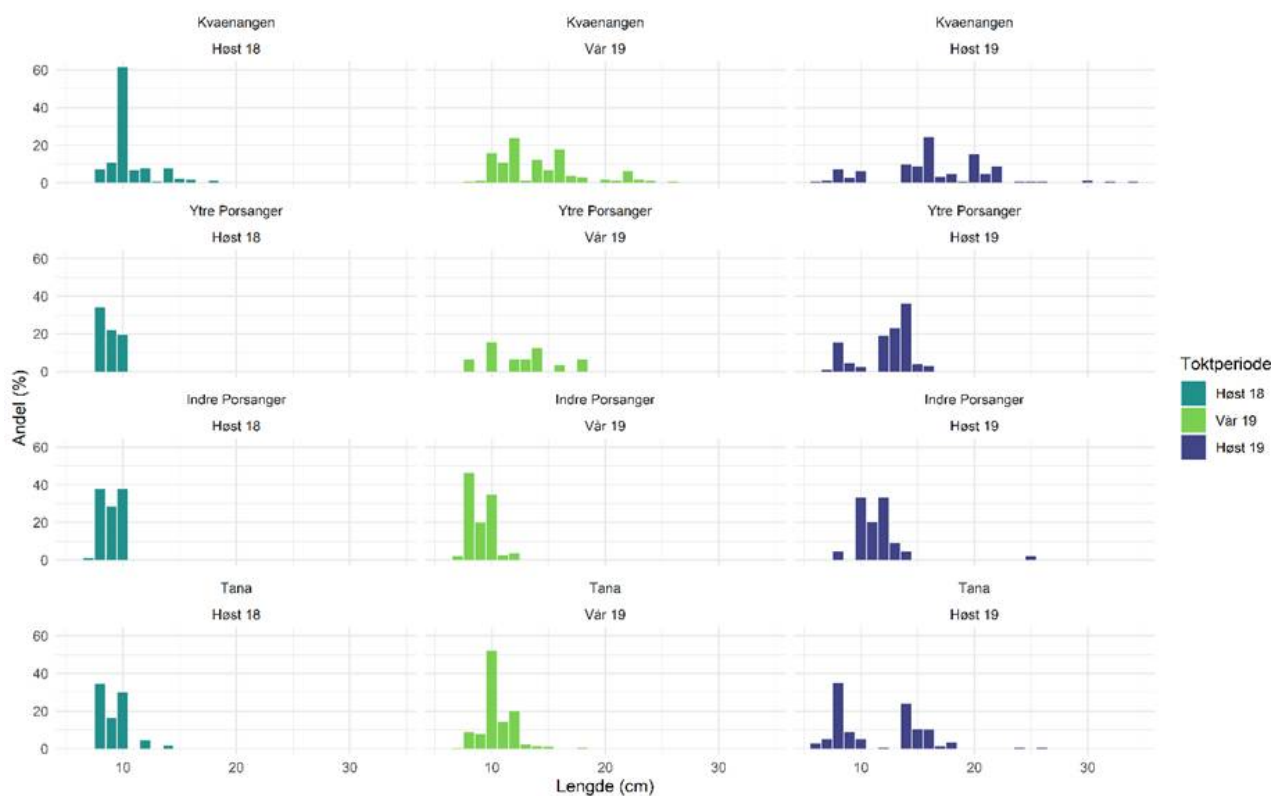 Kvaenangen Kvaenangen Kvaenangen
Høst 18 Vår 19 Høst 19
60
40
20
0
Ytre Porsanger Ytre Porsanger Ytre Porsanger
Høst 18 Vår 19 Høst 19
60
40
20
0
Indre Porsanger Indre Porsanger Indre Porsanger
Høst 18 Vår 19 Høst 19
60
40
20
0
Tana Tana Tana
Høst 18 Vår 19 Høst 19
60
40
20
0
10 20 30 10 20 30 10 20 30
Lengde (cm)
Andel (%)
Toktperiode
Høst 18
Vår 19
Høst 19